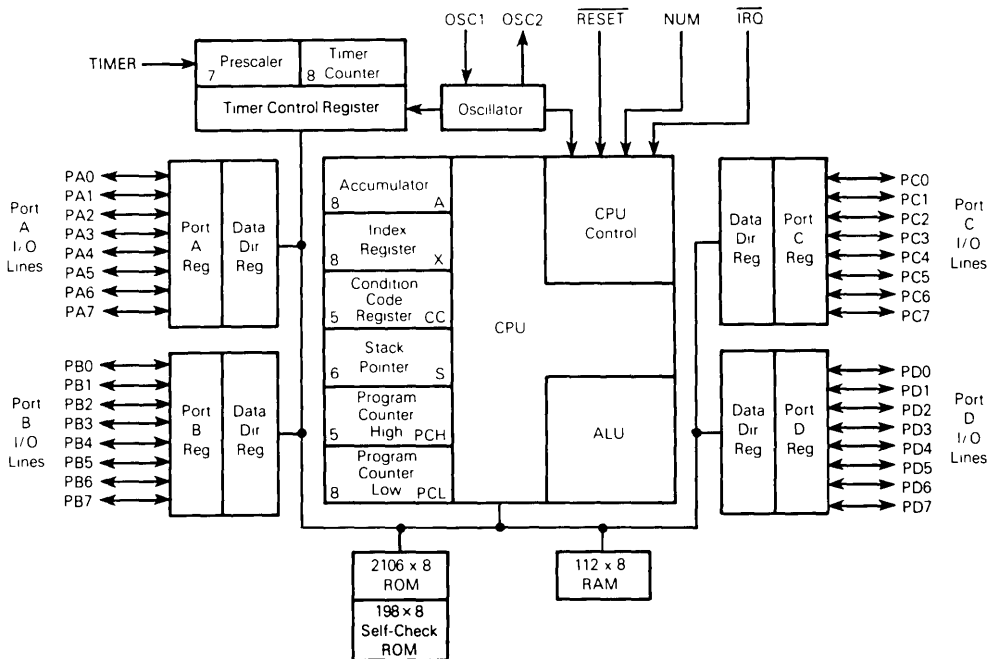 OSC1 OSC2 RESET NUM IRQ
TIMER
7 Prescaler
8 Timer
Counter
Timer Control Register
Oscillator
Port
A
I/O
Lines
PA0
PA1
PA2
PA3
PA4
PA5
PA6
PA7
Port
A
Reg
Data
Dir
Reg
Accumulator
8 A
Index
Register
8 X
Condition
Code
Register
5 CC
Stack
Pointer
6 S
Program
Counter
High
5 PCH
Program
Counter
Low
8 PCL
CPU
CPU
Control
ALU
Data
Dir
Reg
Port
C
Reg
PC0
PC1
PC2
PC3
PC4
PC5
PC6
PC7
Port
C
I/O
Lines
Port
B
I/O
Lines
PB0
PB1
PB2
PB3
PB4
PB5
PB6
PB7
Port
B
Reg
Data
Dir
Reg
Data
Dir
Reg
Port
D
Reg
PD0
PD1
PD2
PD3
PD4
PD5
PD6
PD7
Port
D
I/O
Lines
2106 x 8
ROM
198 x 8
Self-Check
ROM
112 x 8
RAM